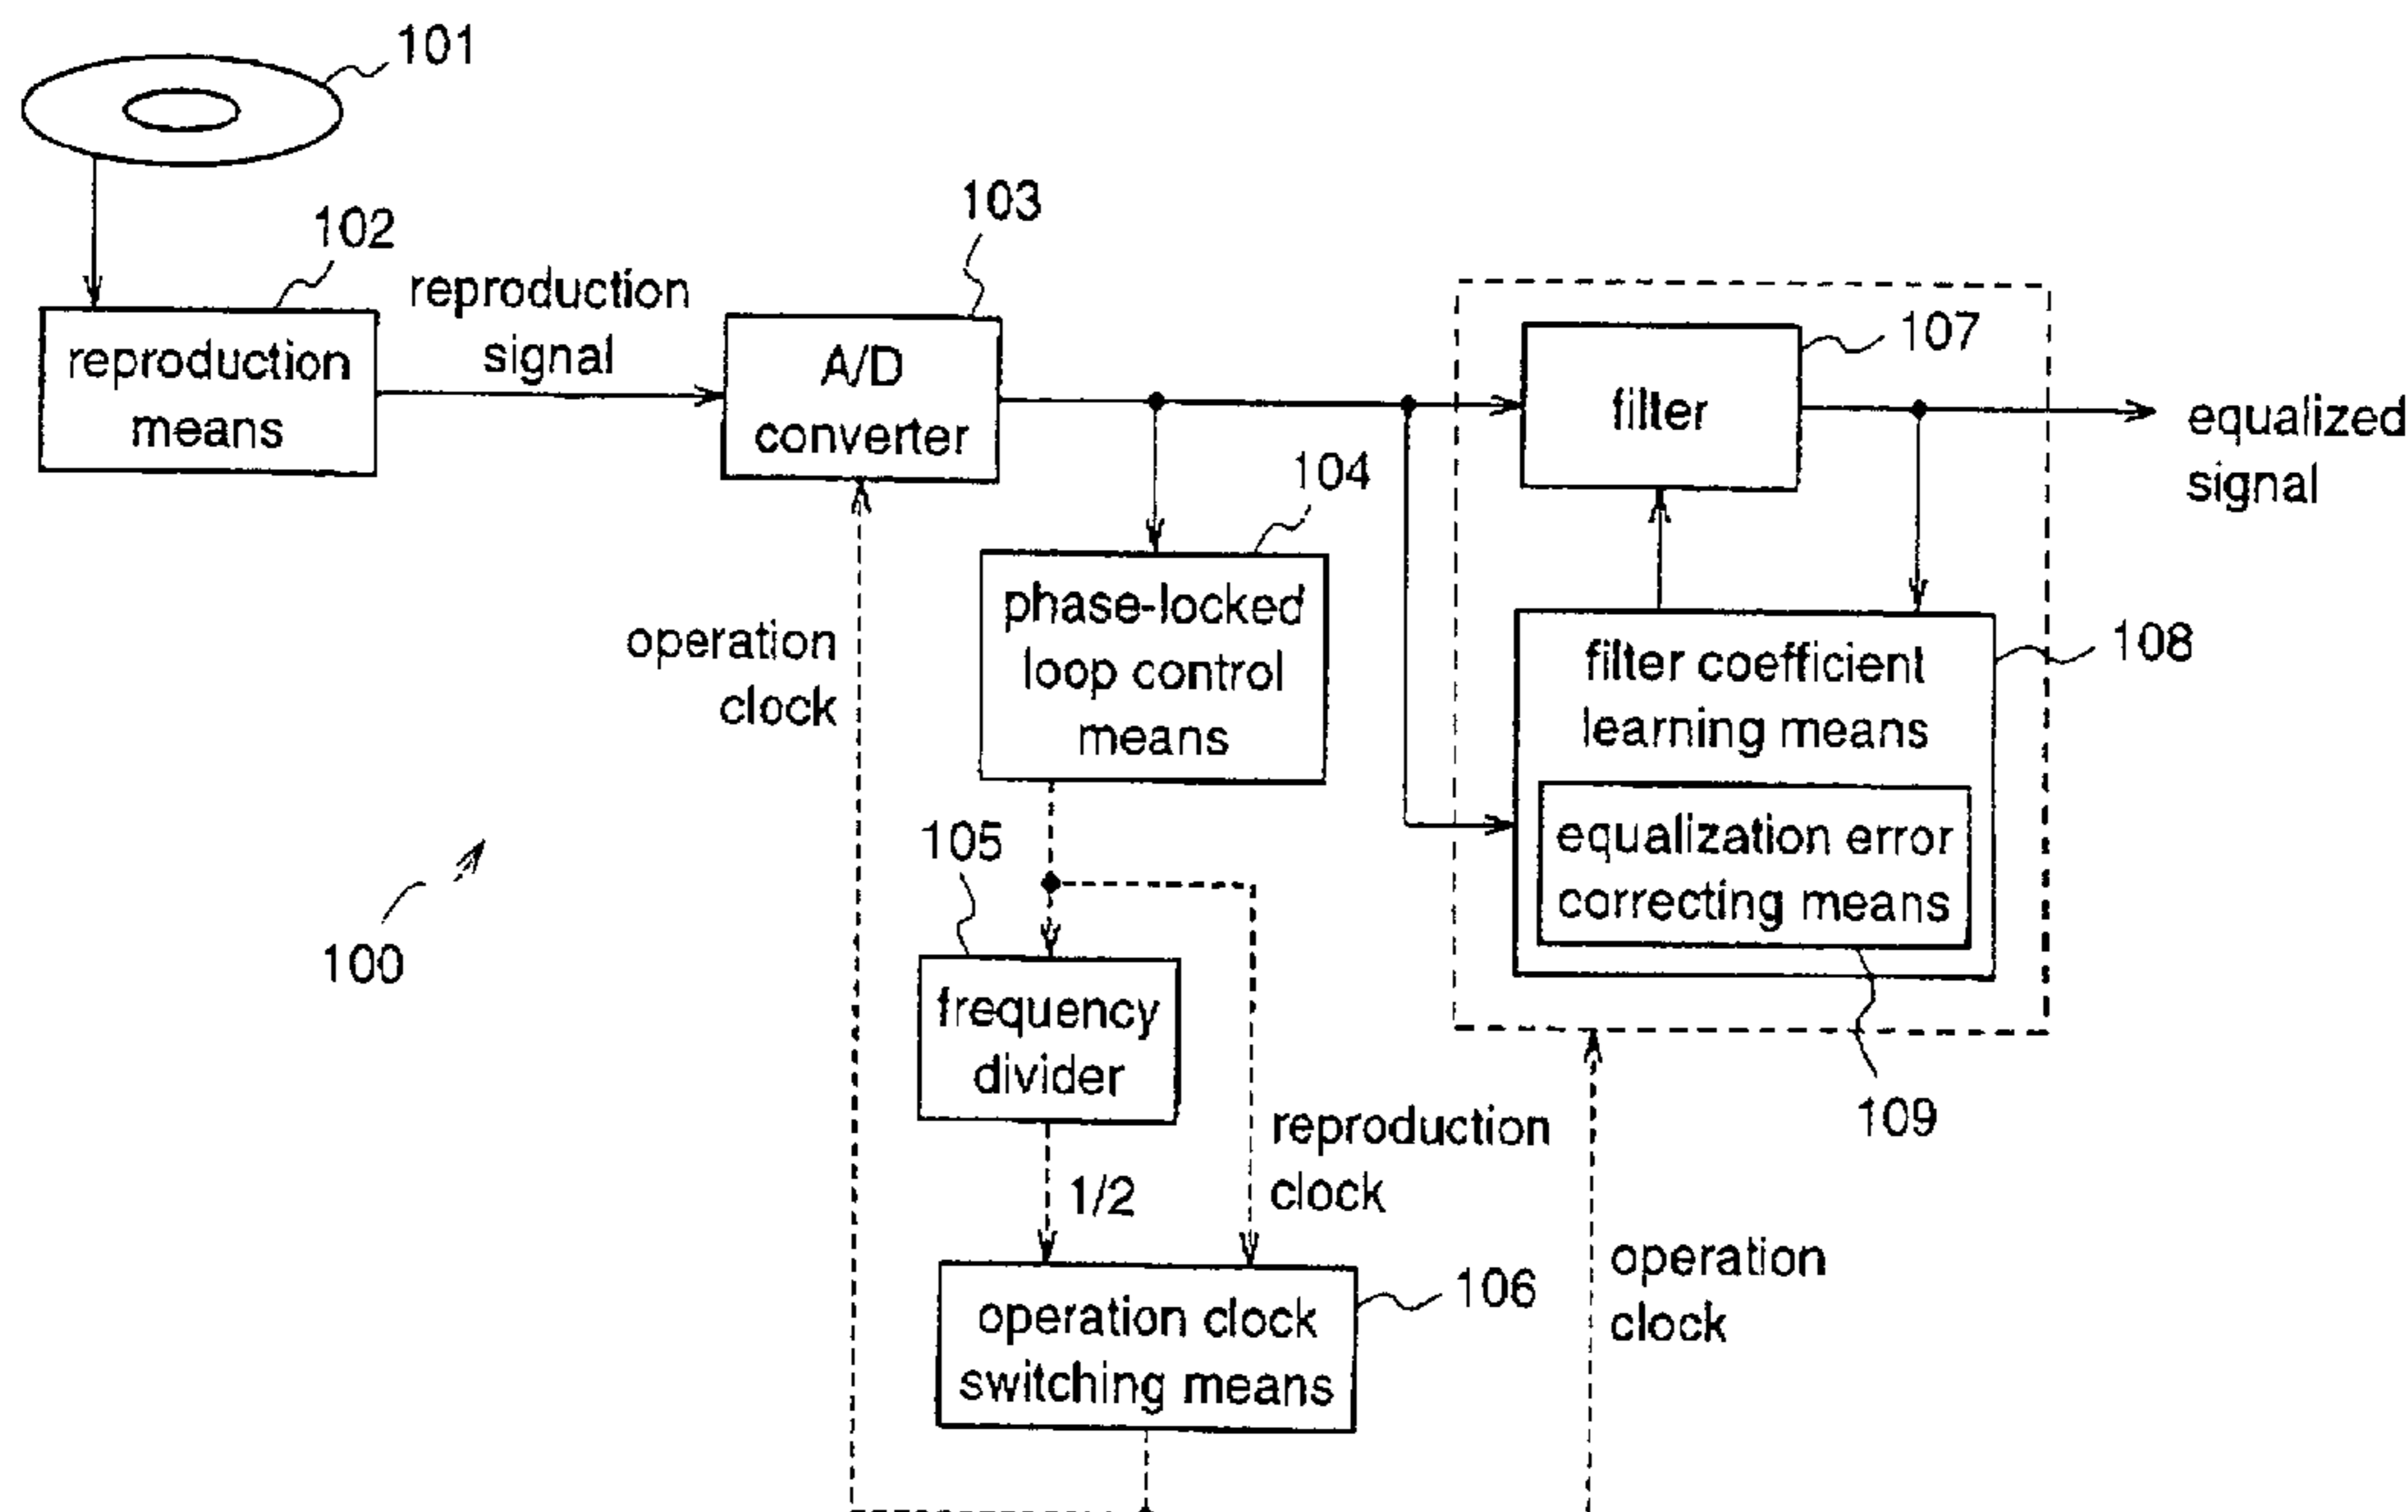 101
102
reproduction
signal
103
reproduction
means
A/D
converter
107
filter
equalized
signal
104
phase-locked
loop control
means
operation
clock
108
filter coefficient
learning means
equalization error
correcting means
105
100
frequency
divider
109
reproduction
clock
1/2
operation
clock
106
operation clock
switching means